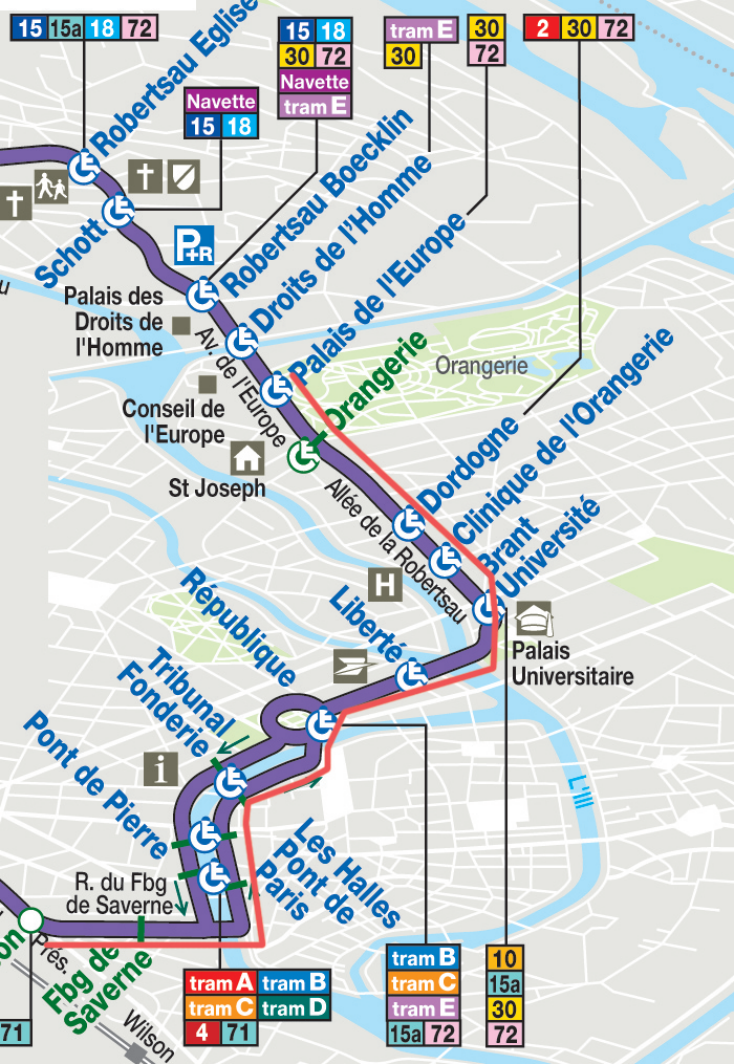 15 15a 18 72
Robertsau Eglise
15 18
30 72
Navette
tram E
tram E
30
30
72
2 30 72
Navette
15 18
Schott
P+R
Robertsau Boecklin
Droits de l'Homme
Palais de l'Europe
Palais des
Droits de
l'Homme
Av. de l'Europe
Orangerie
Orangerie
Conseil de
l'Europe
St Joseph
Dordogne
Clinique de l'Orangerie
Allée de la Robertsau
Brant
Université
H
Palais
Universitaire
Liberté
République
Tribunal
Fonderie
i
L'Ill
Pont de Pierre
Les Halles
Pont de
Paris
R. du Fbg
de Saverne
Prés.
Wilson
Fbg de
Saverne
71
tram A tram B
tram C tram D
4 71
tram B
tram C
tram E
15a 72
10
15a
30
72